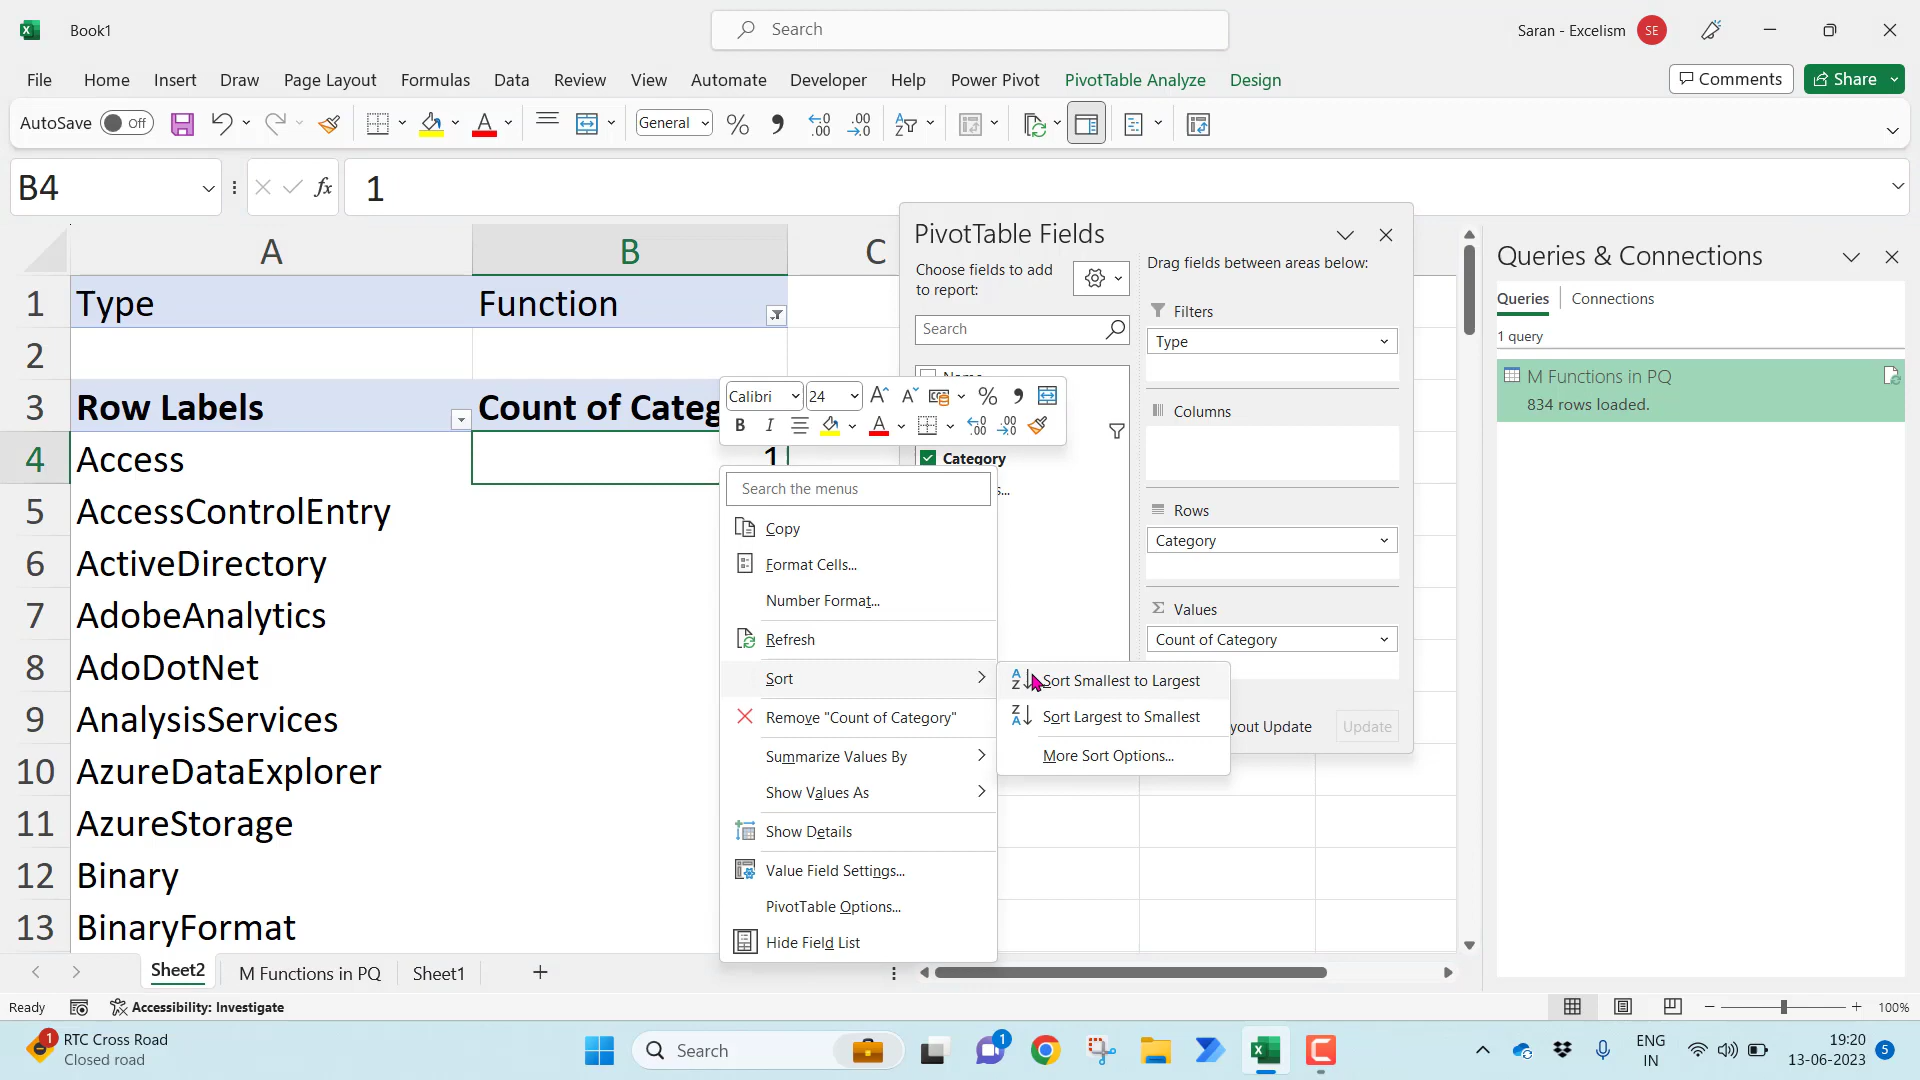 Book1
Search
Saran - Excelism
SE
File Home Insert Draw Page Layout Formulas Data Review View Automate Developer Help Power Pivot PivotTable Analyze Design
Comments
Share
AutoSave Off
General
B4
fx
1
A B C
1 Type Function
2
3 Row Labels Count of Categ
4 Access 1
5 AccessControlEntry
6 ActiveDirectory
7 AdobeAnalytics
8 AdoDotNet
9 AnalysisServices
10 AzureDataExplorer
11 AzureStorage
12 Binary
13 BinaryFormat
Calibri 24
B I A
Search the menus
Copy
Format Cells...
Number Format...
Refresh
Sort
Remove "Count of Category"
Summarize Values By
Show Values As
Show Details
Value Field Settings...
PivotTable Options...
Hide Field List
Sort Smallest to Largest
Sort Largest to Smallest
More Sort Options...
PivotTable Fields
Choose fields to add
to report:
Search
Category
Drag fields between areas below:
Filters
Type
Columns
Rows
Category
Values
Count of Category
yout Update
Update
Queries & Connections
Queries Connections
1 query
M Functions in PQ
834 rows loaded.
Sheet2 M Functions in PQ Sheet1
Ready
Accessibility: Investigate
100%
1
RTC Cross Road
Closed road
Search
1
ENG
IN
19:20
13-06-2023
5